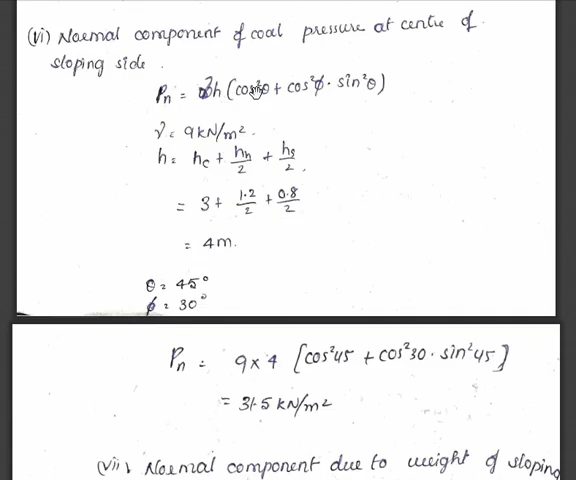 (vi) Normal component of coal pressure at centre of
sloping side.
Pn = γh (cos²θ + cos²φ · sin²θ)
γ = 9 kN/m².
h = hc + hh/2 + hs/2.
= 3 + 1.2/2 + 0.8/2
= 4m.
θ = 45°
φ = 30°
Pn = 9 x 4 [cos²45 + cos²30 · sin²45]
= 31.5 kN/m²
(vii) Normal component due to weight of sloping